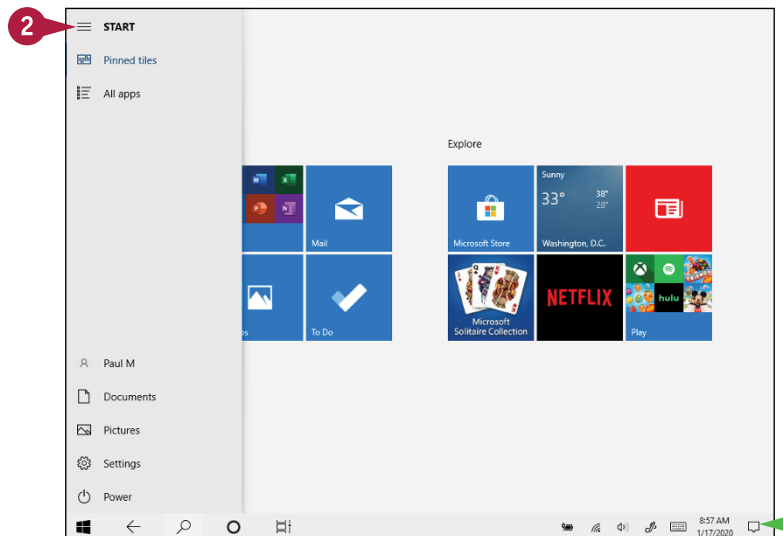 2
START
Pinned tiles
All apps
Explore
Mail
To Do
Microsoft Store
Sunny
33°
38°
28°
Washington, D.C.
Microsoft
Solitaire Collection
NETFLIX
hulu
Play
Paul M
Documents
Pictures
Settings
Power
8:57 AM
1/17/2020